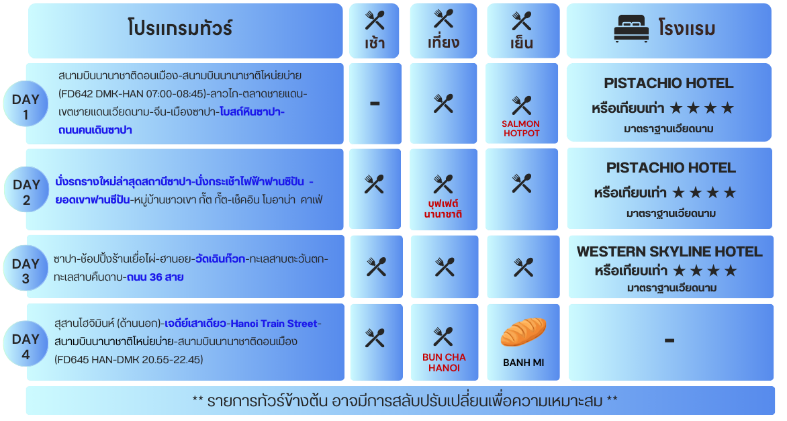 โปรแกรมทัวร์
เช้า
เที่ยง
เย็น
โรงแรม
DAY
1
สนามบินนานาชาติดอนเมือง-สนามบินนานาชาติโหน่ยบ่าย
(FD642 DMK-HAN 07:00-08:45)-ลาวไก-ตลาดชายแดน-
เขตชายแดนเวียดนาม-จีน-เมืองซาปา-โบสถ์หินซาปา-
ถนนคนเดินซาปา
-
SALMON
HOTPOT
PISTACHIO HOTEL
หรือเทียบเท่า ★ ★ ★ ★
มาตราฐานเวียดนาม
DAY
2
นั่งรถรางใหม่ล่าสุดสถานีซาปา-นั่งกระเช้าไฟฟ้าฟานซิปัน -
ยอดเขาฟานซีปัน-หมู่บ้านชาวเขา ก๊ัต ก๊ัต-เช็คอิน โมอาน่า คาเฟ่
บุฟเฟต์
นานาชาติ
PISTACHIO HOTEL
หรือเทียบเท่า ★ ★ ★ ★
มาตราฐานเวียดนาม
DAY
3
ซาปา-ช้อปปิ้งร้านเยื่อไผ่-ฮานอย-วัดเฉินก๊วก-ทะเลสาบตะวันตก-
ทะเลสาบคืนดาบ-ถนน 36 สาย
WESTERN SKYLINE HOTEL
หรือเทียบเท่า ★ ★ ★ ★
มาตราฐานเวียดนาม
DAY
4
สุสานโฮจิมินห์ (ด้านนอก)-เจดีย์เสาเดียว-Hanoi Train Street-
สนามบินนานาชาติโหน่ยบ่าย-สนามบินนานาชาติดอนเมือง
(FD645 HAN-DMK 20.55-22.45)
BUN CHA
HANOI
BANH MI
-
** รายการทัวร์ข้างต้น อาจมีการสลับปรับเปลี่ยนเพื่อความเหมาะสม **